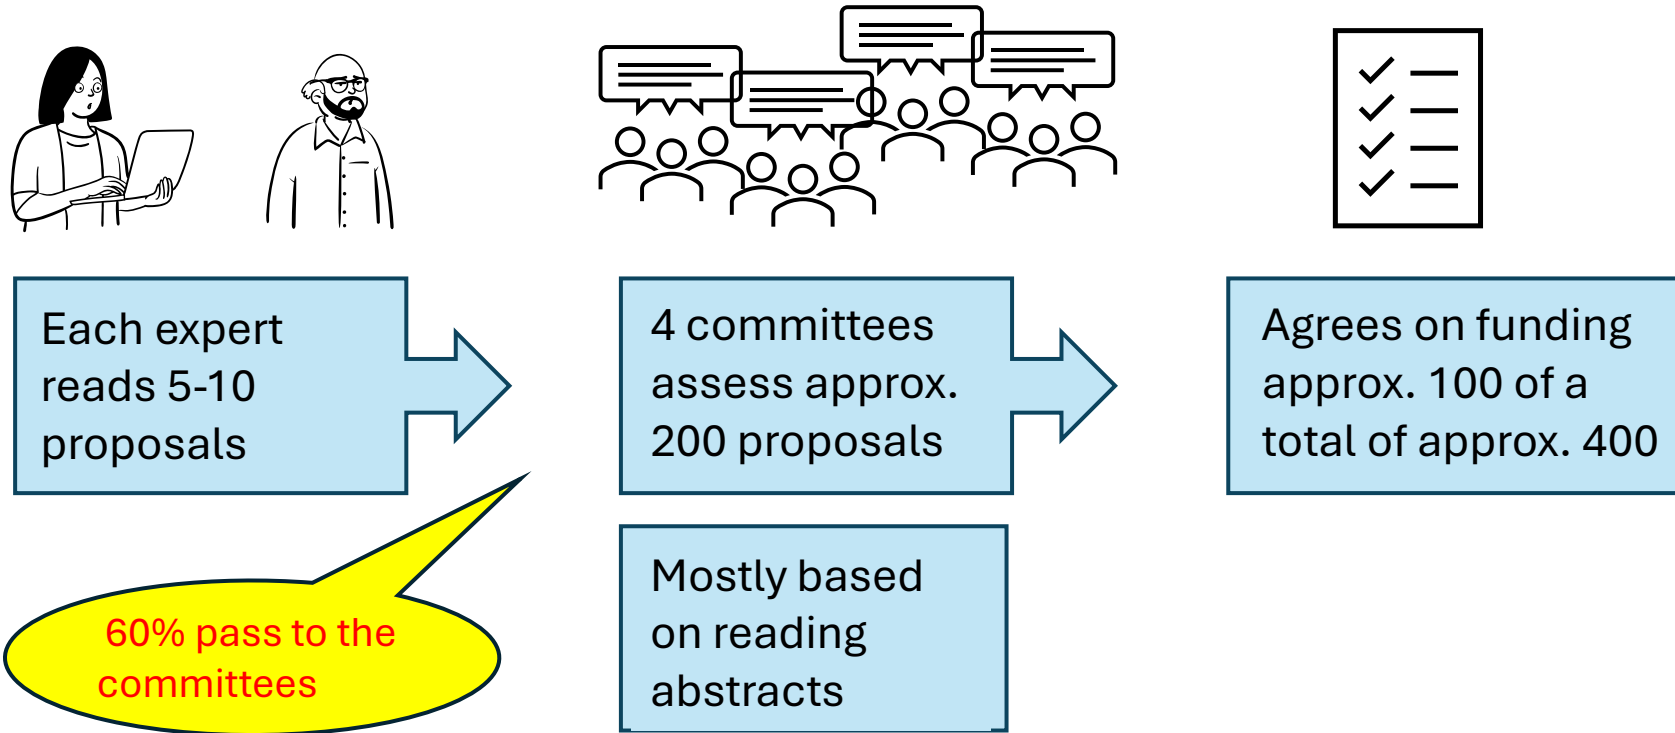 Each expert
reads 5-10
proposals
4 committees
assess approx.
200 proposals
Agrees on funding
approx. 100 of a
total of approx. 400
60% pass to the
committees
Mostly based
on reading
abstracts